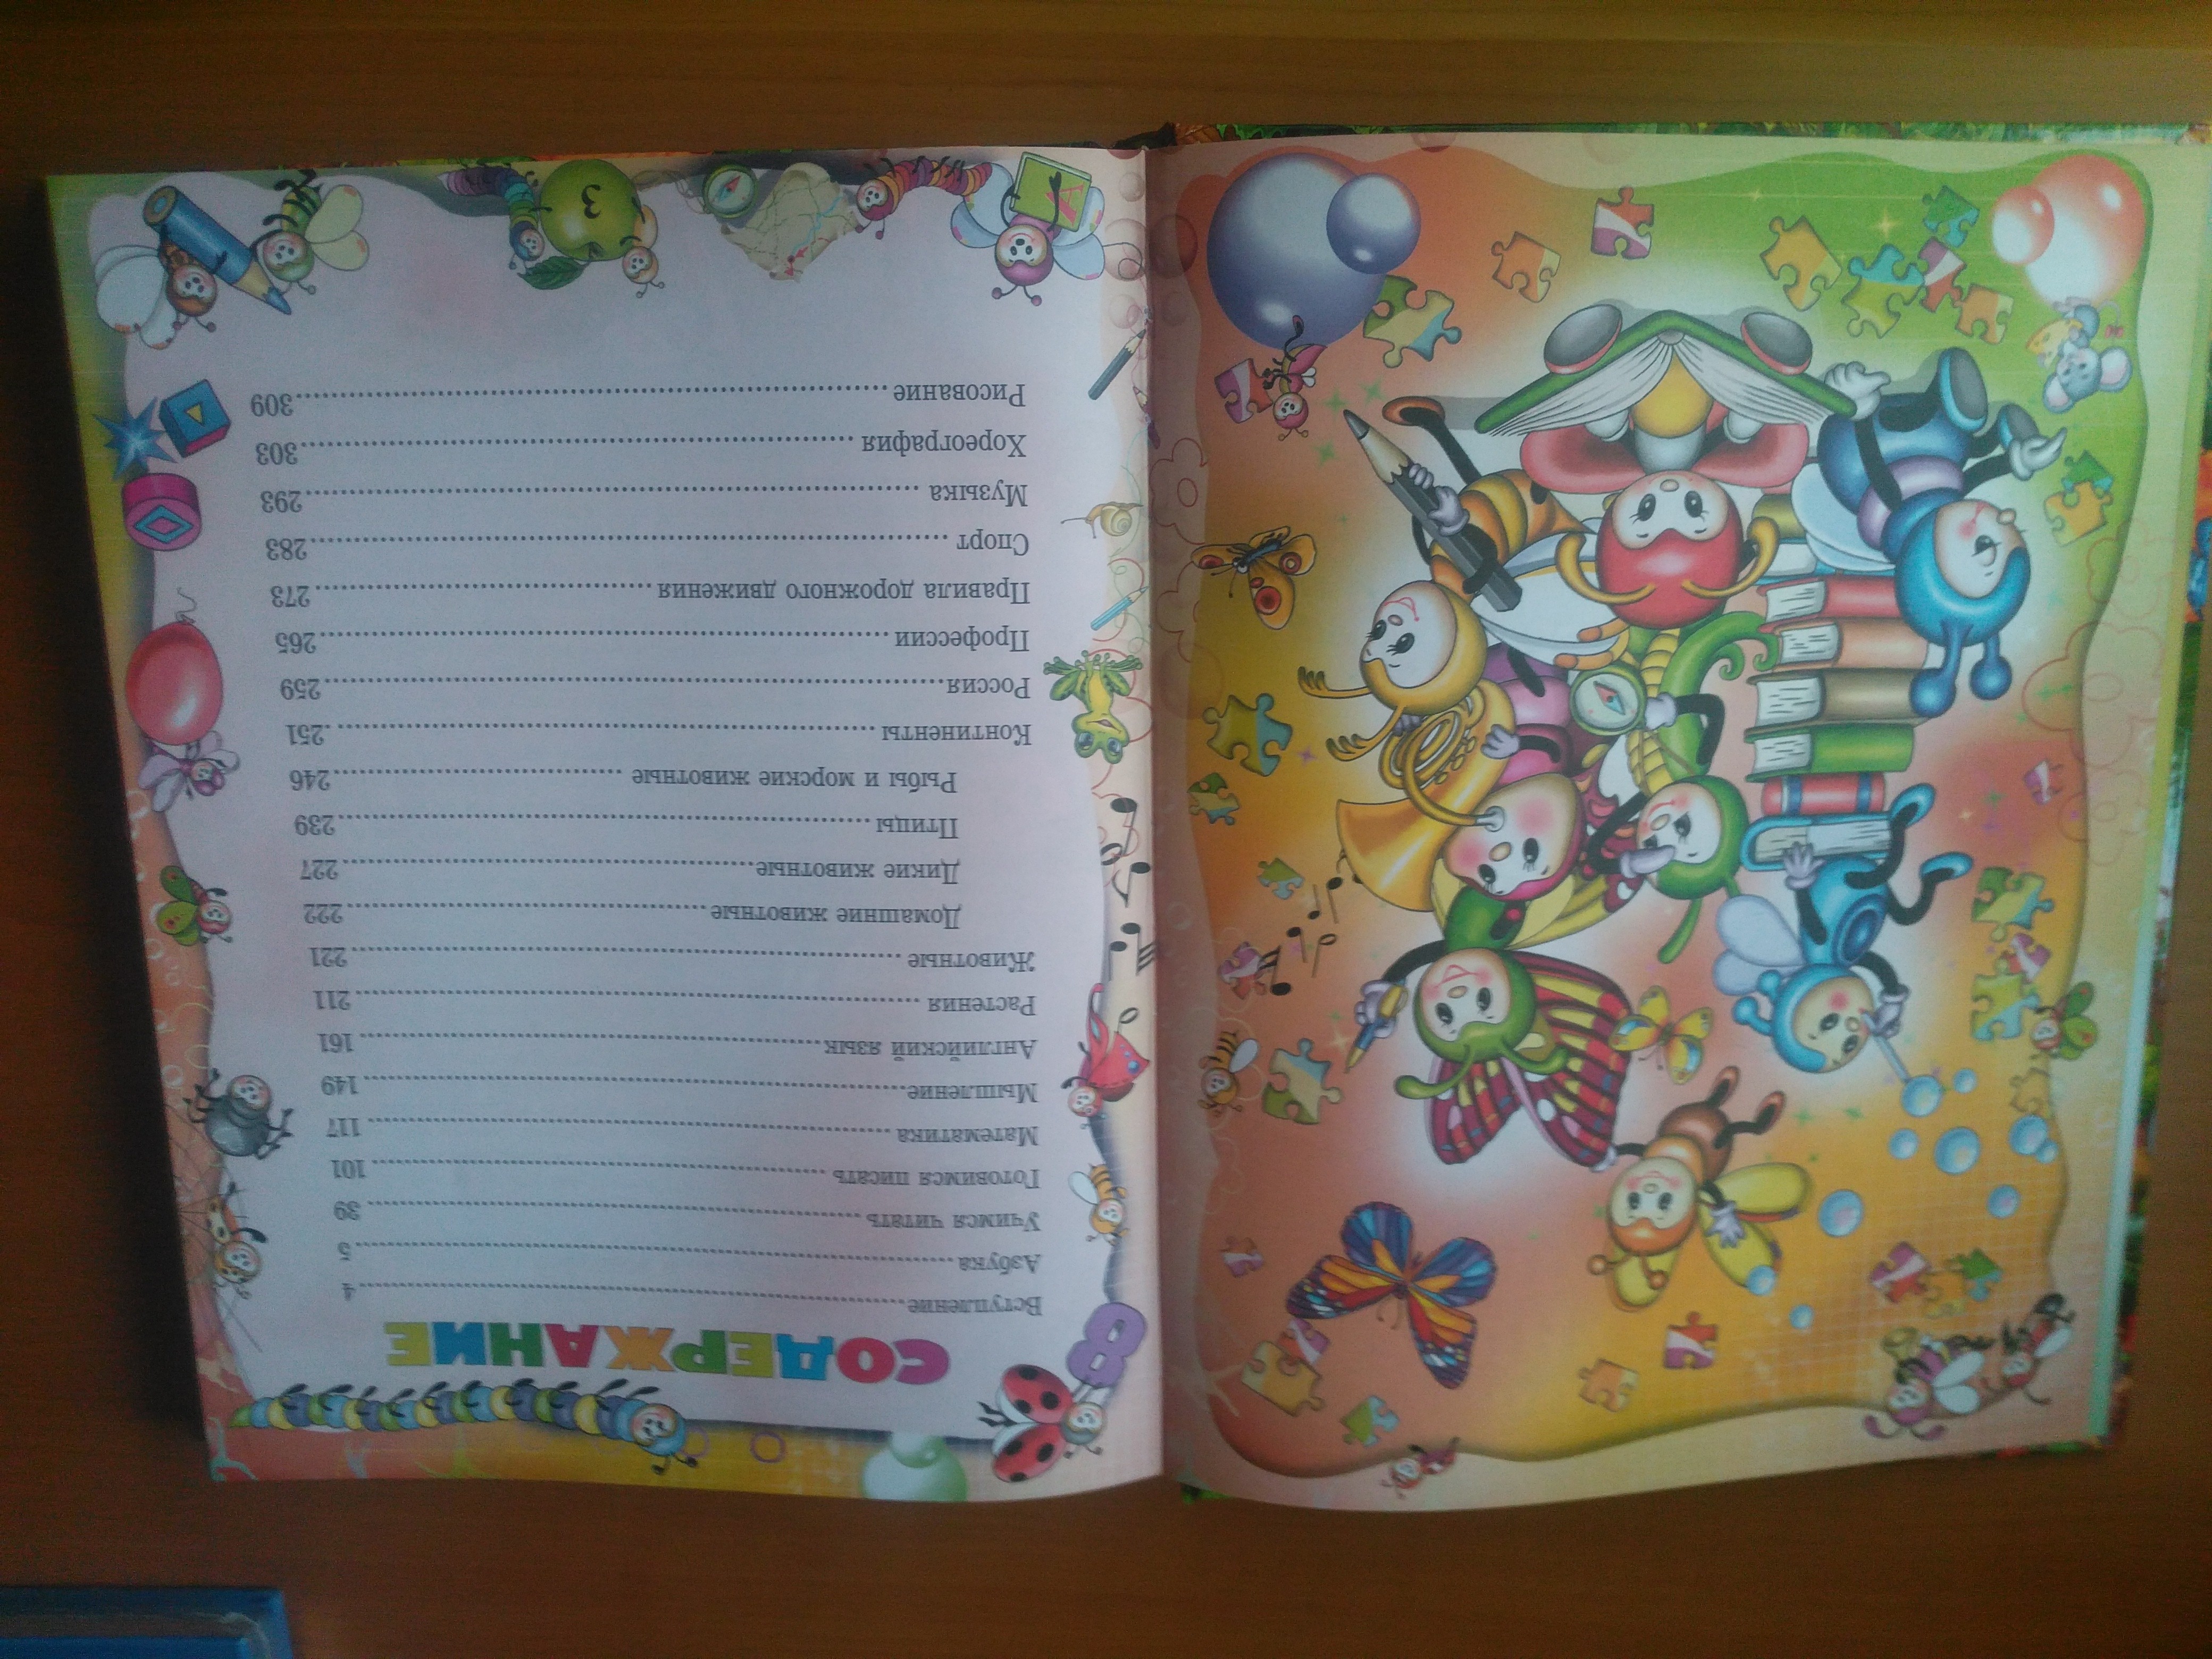 СОДЕРЖАНИЕ
Вступление 4
Азбука 5
Учимся читать 39
Готовимся писать 101
Математика 117
Мышление 149
Английский язык 161
Растения 211
Животные 221
Домашние животные 222
Дикие животные 227
Птицы 239
Рыбы и морские животные 246
Континенты 251
Россия 259
Профессии 265
Правила дорожного движения 273
Спорт 283
Музыка 293
Хореография 303
Рисование 309
8
3
А